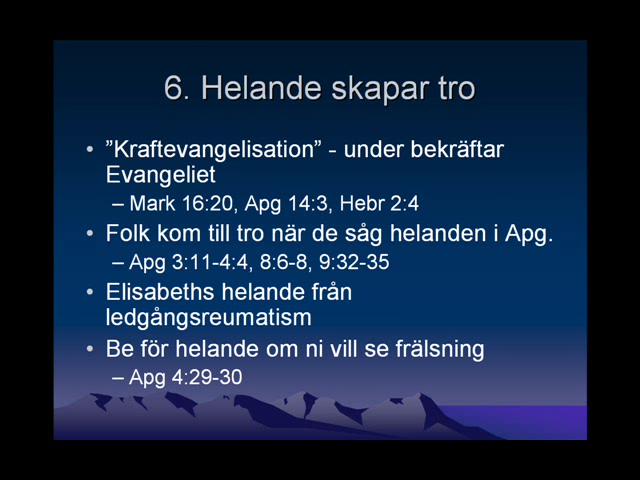 6. Helande skapar tro
• ”Kraftevangelisation” - under bekräftar
Evangeliet
– Mark 16:20, Apg 14:3, Hebr 2:4
• Folk kom till tro när de såg helanden i Apg.
– Apg 3:11-4:4, 8:6-8, 9:32-35
• Elisabeths helande från
ledgångsreumatism
• Be för helande om ni vill se frälsning
– Apg 4:29-30